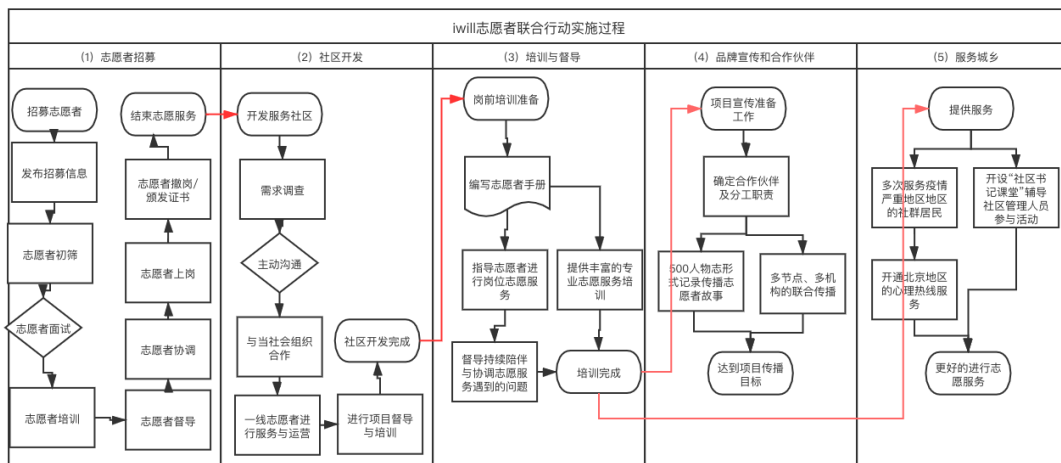 iwill志愿者联合行动实施过程
（1）志愿者招募
（2）社区开发
（3）培训与督导
（4）品牌宣传和合作伙伴
（5）服务城乡
招募志愿者
发布招募信息
志愿者初筛
志愿者面试
志愿者培训
志愿者督导
志愿者协调
志愿者上岗
志愿者撤岗/
颁发证书
结束志愿服务
开发服务社区
需求调查
主动沟通
与当社会组织
合作
一线志愿者进
行服务与运营
进行项目督导
与培训
社区开发完成
岗前培训准备
编写志愿者手册
指导志愿者进
行岗位志愿服
务
提供丰富的专
业志愿服务培
训
督导持续陪伴
与协调志愿服
务遇到的问题
培训完成
项目宣传准备
工作
确定合作伙伴
及分工职责
500人物志形
式记录传播志
愿者故事
多节点、多机
构的联合传播
达到项目传播
目标
提供服务
多次服务疫情
严重地区地区
的社群居民
开设“社区书
记课堂”辅导
社区管理人员
参与活动
开通北京地区
的心理热线服
务
更好的进行志
愿服务